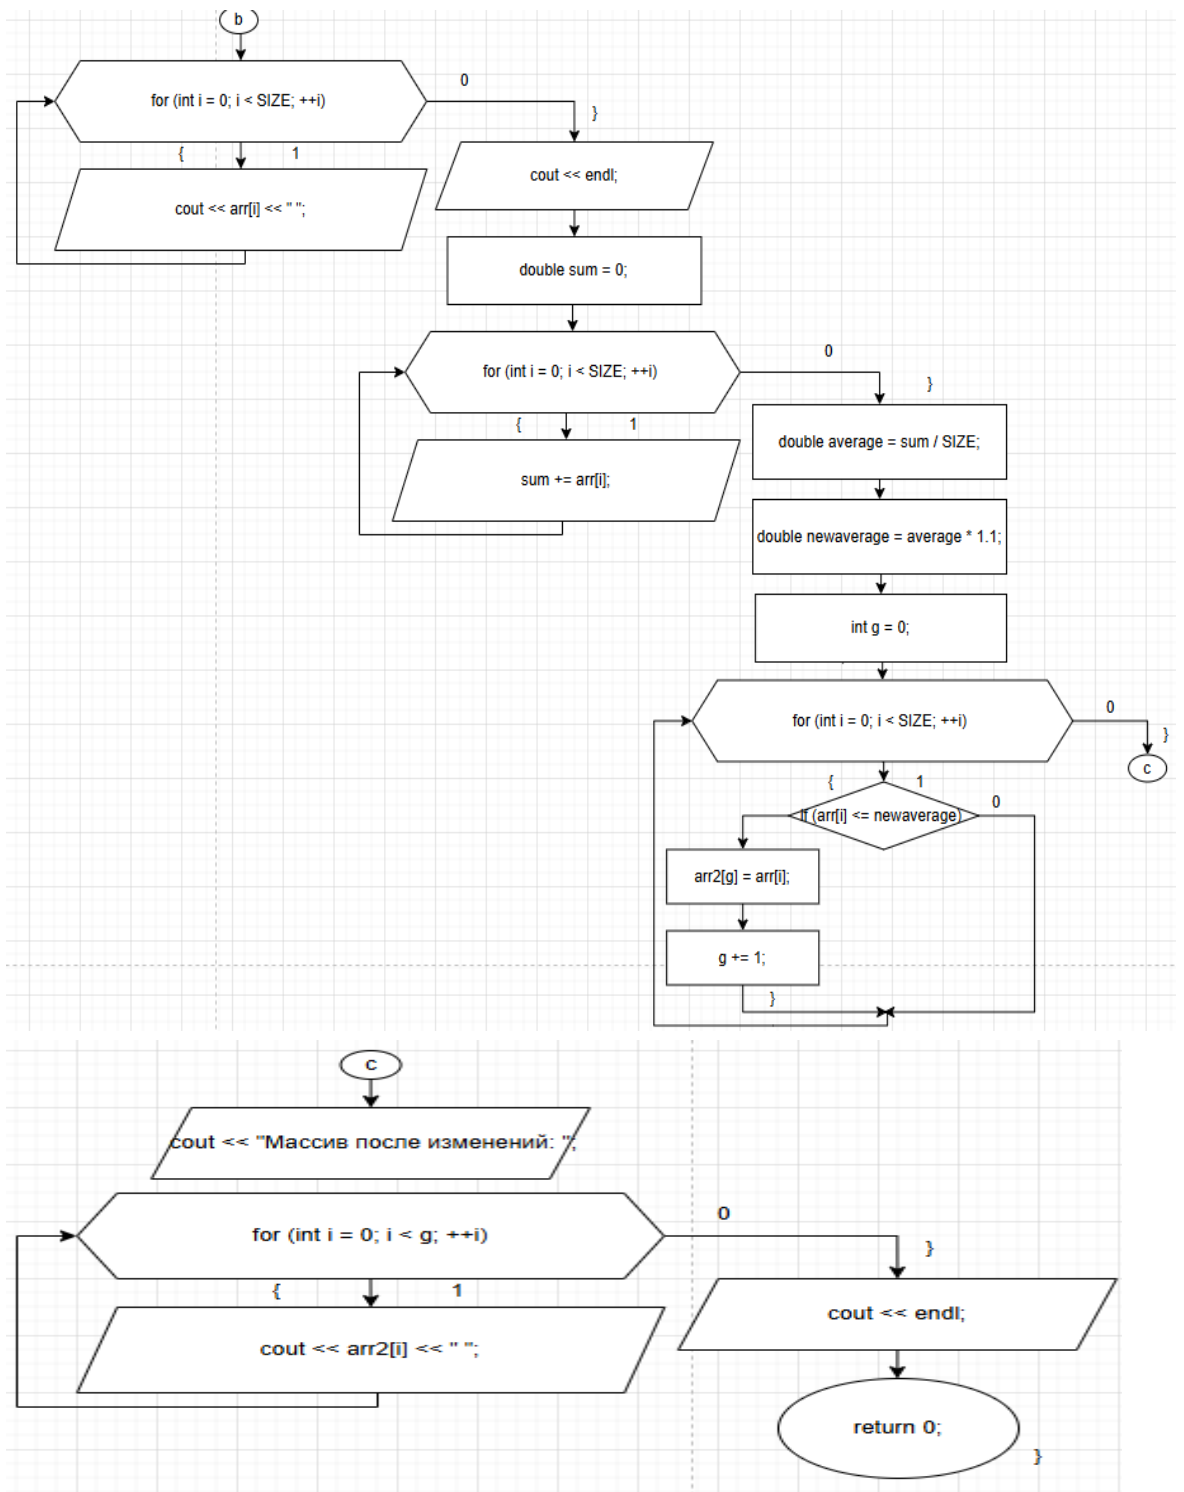 b
for (int i = 0; i < SIZE; ++i)
0
}
{
1
cout << arr[i] << " ";
cout << endl;
double sum = 0;
for (int i = 0; i < SIZE; ++i)
0
}
{
1
sum += arr[i];
double average = sum / SIZE;
double newaverage = average * 1.1;
int g = 0;
for (int i = 0; i < SIZE; ++i)
0
}
c
{
1
If (arr[i] <= newaverage)
0
arr2[g] = arr[i];
g += 1;
}
c
cout << "Массив после изменений: ";
for (int i = 0; i < g; ++i)
0
}
{
1
cout << arr2[i] << " ";
cout << endl;
return 0;
}